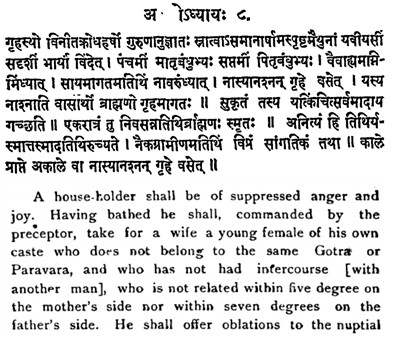 अ ऽध्यायः ८.
गृहस्यो विनीतक्रोधहर्षो गुरुणानुज्ञातः स्नात्वाऽसमानार्षामस्पृष्टमैथुनां यवीयसीं
सदृशीं भार्यां विंदेत् । पंचमीं मातृबंधुभ्यः सप्तमीं पितृबंधुभ्यः । वैवाह्यमग्नि-
मिंध्यात् । सायमागतमतिथिं नावरुंध्यात् । नास्यानश्नन् गृहे वसेत् । यस्य
नाश्नाति वासार्थी ब्राह्मणो गृहमागतः ॥ सुकृतं तस्य यत्किंचित्सर्वमादाय
गच्छति । एकरात्रं तु निवसन्नतिथिर्ब्राह्मणः स्मृतः । अनित्यं हि तिथिर्य-
स्मात्तस्मादतिथिरुच्यते । नैकग्रामीणमतिथिं विप्रं सांगतिकं तथा । काले
प्राप्ते अकाले वा नास्यानश्नन् गृहे वसेत् ॥
A house-holder shall be of suppressed anger and
joy. Having bathed he shall, commanded by the
preceptor, take for a wife a young female of his own
caste who does not belong to the same Gotra or
Paravara, and who has not had intercourse [with
another man], who is not related within five degree on
the mother's side nor within seven degrees on the
father's side. He shall offer oblations to the nuptial